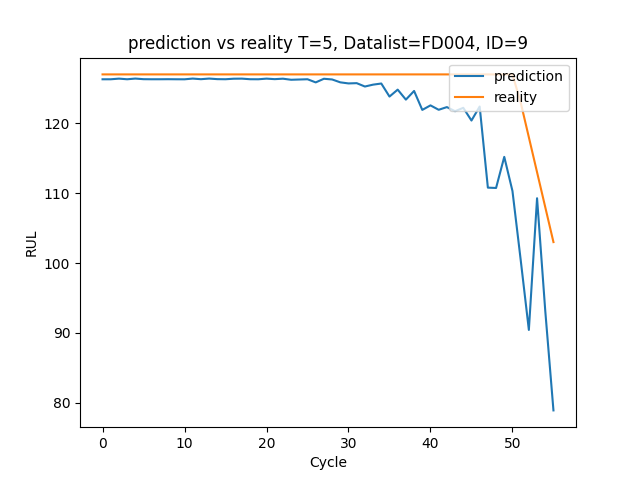 prediction vs reality T=5, Datalist=FD004, ID=9
prediction
reality
RUL
120
110
100
90
80
0 10 20 30 40 50
Cycle